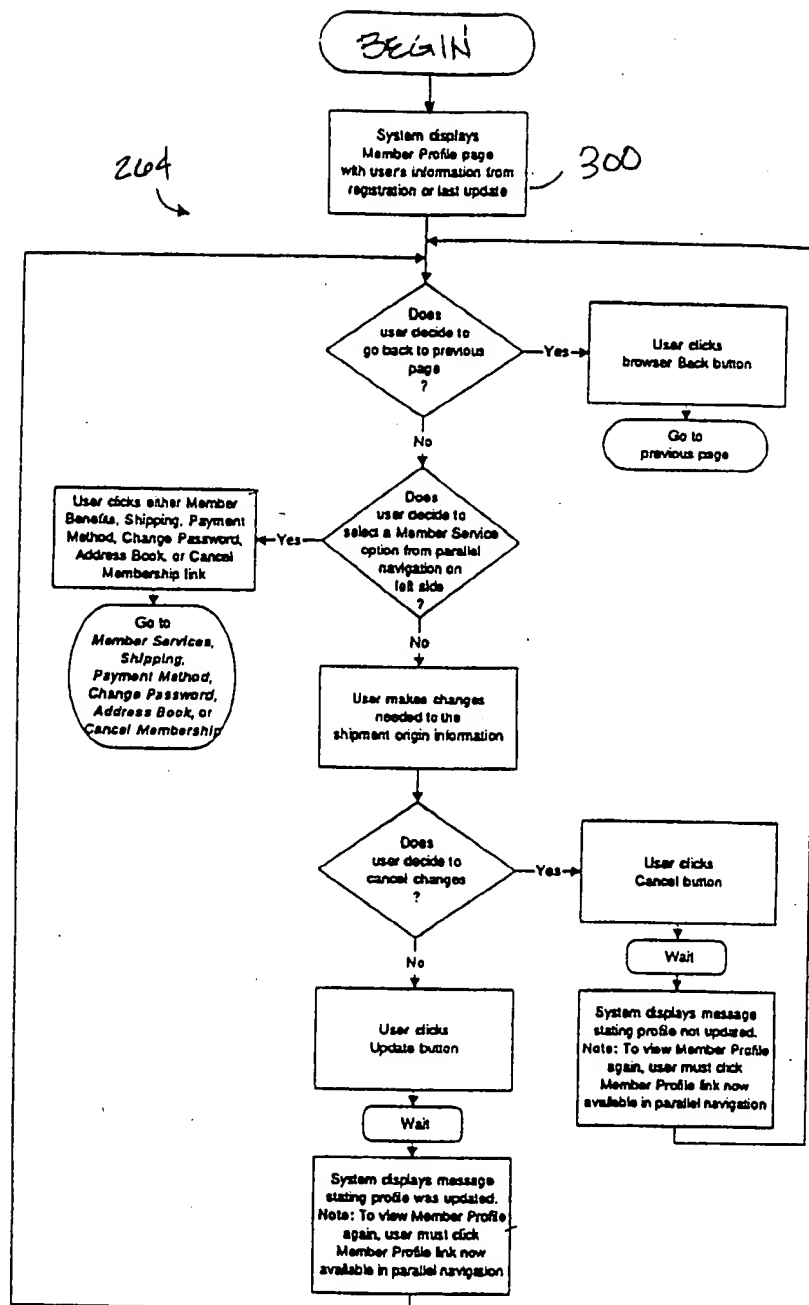 BEGIN
System displays
Member Profile page
with user's information from
registration or last update
300
264
Does
user decide to
go back to previous
page
?
Yes
User clicks
browser Back button
Go to
previous page
No
Does
user decide to
select a Member Service
option from parallel
navigation on
left side
?
Yes
User clicks either Member
Benefits, Shipping, Payment
Method, Change Password,
Address Book, or Cancel
Membership link
Go to
Member Services,
Shipping,
Payment Method,
Change Password,
Address Book, or
Cancel Membership
No
User makes changes
needed to the
shipment origin information
Does
user decide to
cancel changes
?
Yes
User clicks
Cancel button
Wait
System displays message
stating profile not updated.
Note: To view Member Profile
again, user must click
Member Profile link now
available in parallel navigation
No
User clicks
Update button
Wait
System displays message
stating profile was updated.
Note: To view Member Profile
again, user must click
Member Profile link now
available in parallel navigation